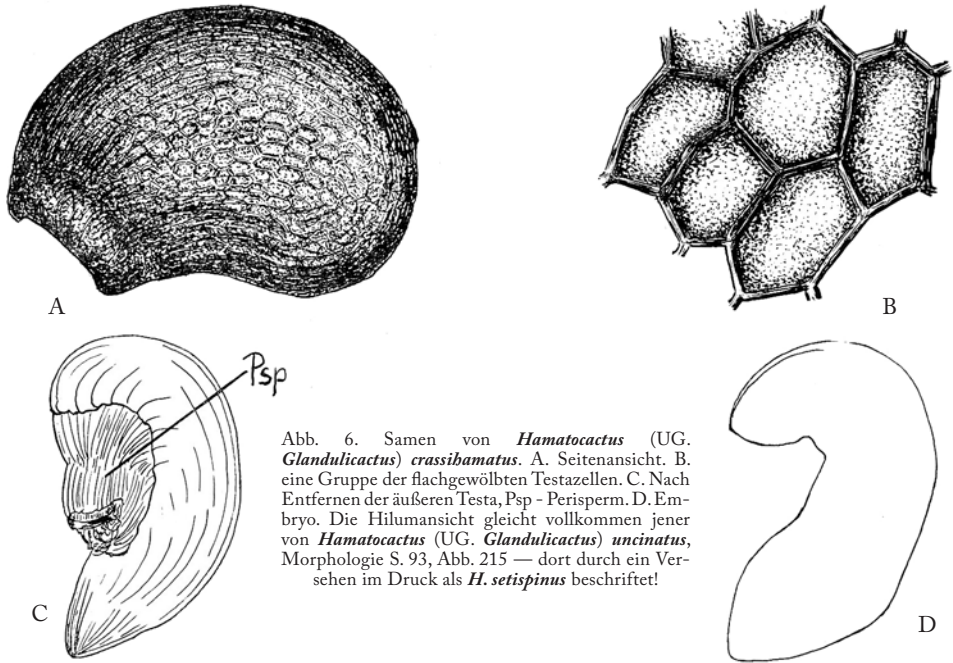 A
B
Psp
Abb. 6. Samen von Hamatocactus (UG.
Glandulicactus) crassihamatus. A. Seitenansicht. B.
eine Gruppe der flachgewölbten Testazellen. C. Nach
Entfernen der äußeren Testa, Psp - Perisperm. D. Em-
bryo. Die Hilumansicht gleicht vollkommen jener
von Hamatocactus (UG. Glandulicactus) uncinatus,
Morphologie S. 93, Abb. 215 — dort durch ein Ver-
sehen im Druck als H. setispinus beschriftet!
C
D